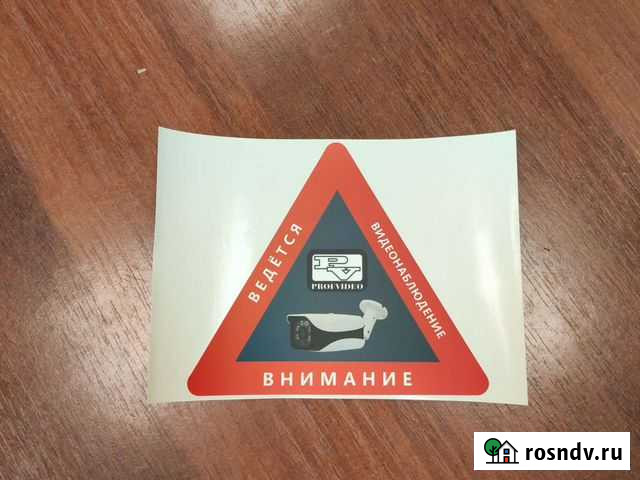 ВЕДЁТСЯ
ВИДЕОНАБЛЮДЕНИЕ
PV
PROFVIDEO
ВНИМАНИЕ
rosndv.ru